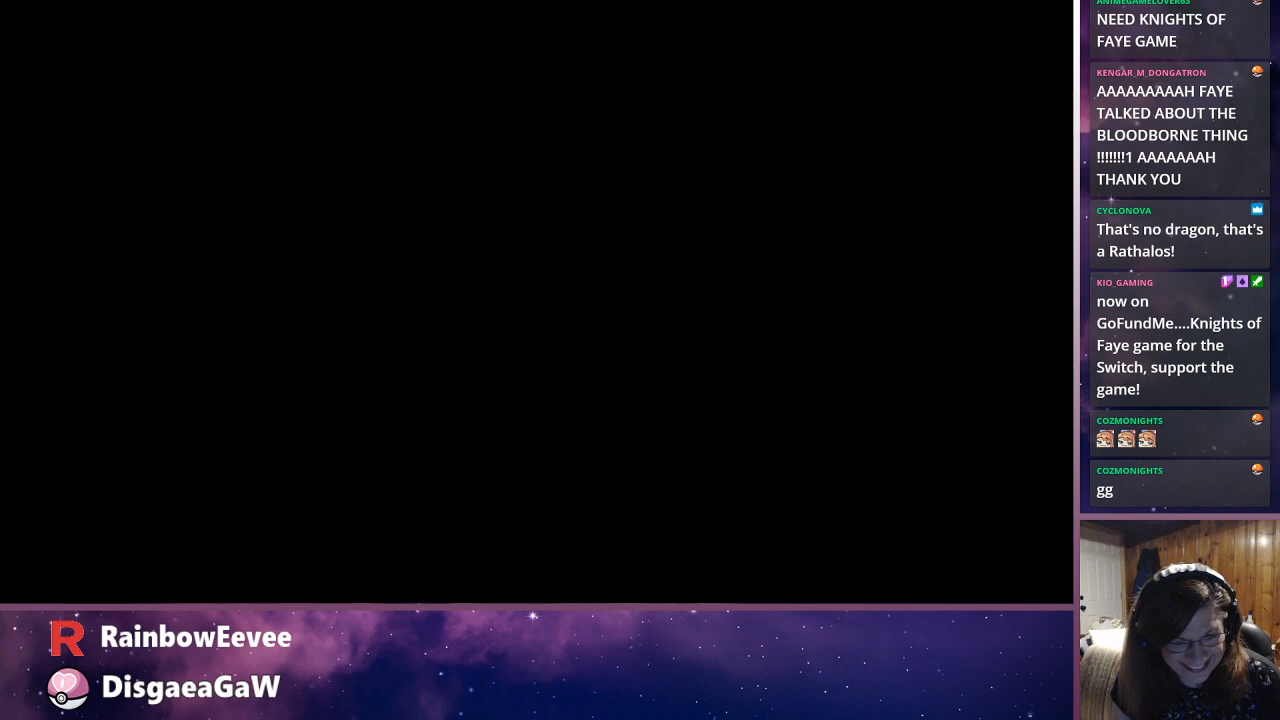 ANIMEGAMELOVER63
NEED KNIGHTS OF
FAYE GAME
KENGAR_M_DONGATRON
AAAAAAAAAH FAYE
TALKED ABOUT THE
BLOODBORNE THING
!!!!!!!1 AAAAAAAH
THANK YOU
CYCLONOVA
That's no dragon, that's
a Rathalos!
KIO_GAMING
now on
GoFundMe....Knights of
Faye game for the
Switch, support the
game!
COZMONIGHTS
COZMONIGHTS
gg
R RainbowEevee
DisgaeaGaW